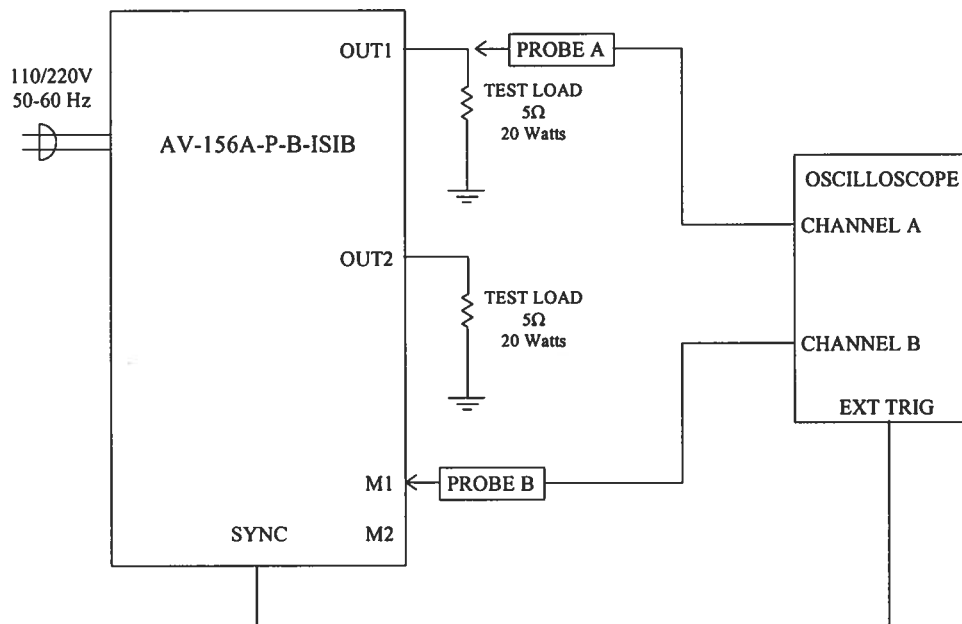 OUT1
PROBE A
110/220V
50-60 Hz
TEST LOAD
5Ω
20 Watts
AV-156A-P-B-ISIB
OSCILLOSCOPE
CHANNEL A
OUT2
TEST LOAD
5Ω
20 Watts
CHANNEL B
EXT TRIG
M1
PROBE B
SYNC
M2